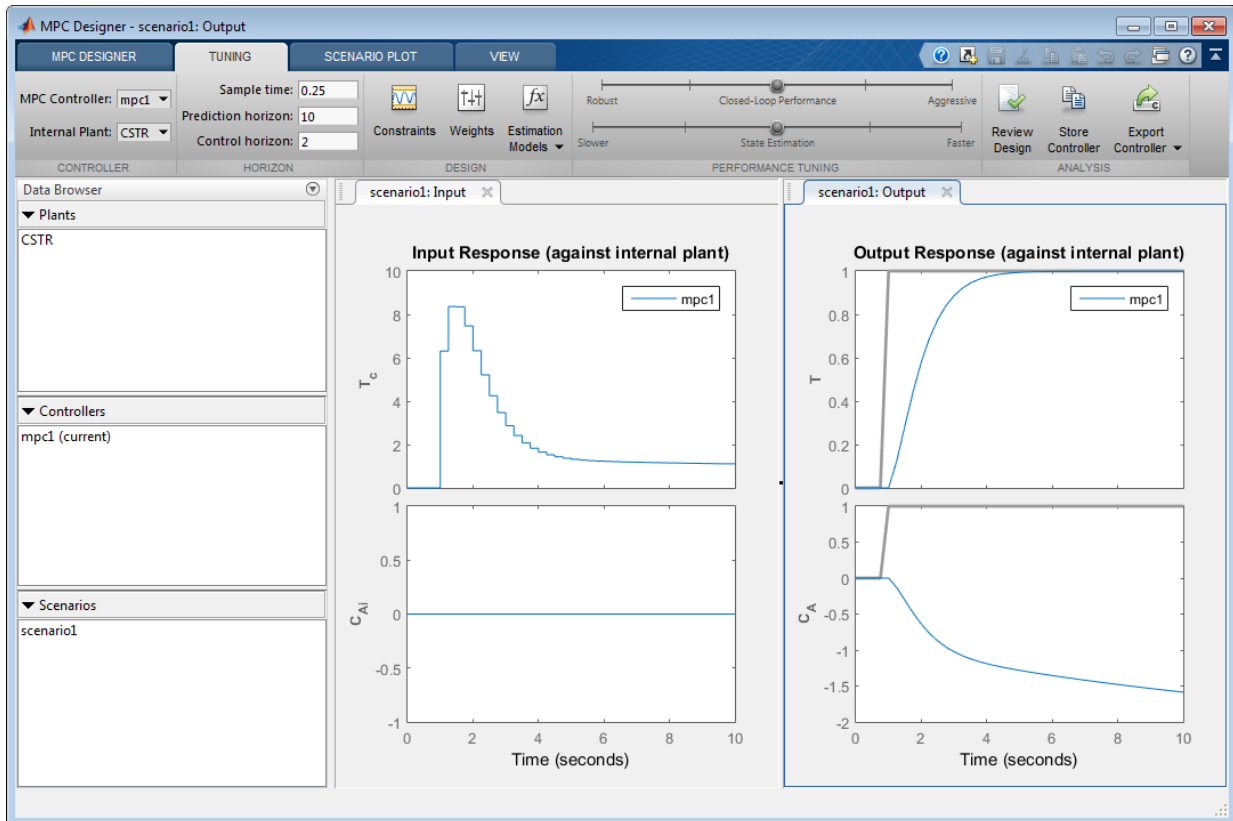 MPC Designer - scenario1: Output
MPC DESIGNER
TUNING
SCENARIO PLOT
VIEW
MPC Controller: mpc1
Internal Plant: CSTR
CONTROLLER
Sample time: 0.25
Prediction horizon: 10
Control horizon: 2
HORIZON
Constraints
Weights
Estimation
Models
DESIGN
Robust
Closed-Loop Performance
Aggressive
Slower
State Estimation
Faster
PERFORMANCE TUNING
Review
Design
Store
Controller
Export
Controller
ANALYSIS
Data Browser
Plants
CSTR
Controllers
mpc1 (current)
Scenarios
scenario1
scenario1: Input
Input Response (against internal plant)
mpc1
10
8
6
4
2
0
T_c
1
0.5
0
-0.5
-1
C_AI
0 2 4 6 8 10
Time (seconds)
scenario1: Output
Output Response (against internal plant)
mpc1
1
0.8
0.6
0.4
0.2
0
T
1
0.5
0
-0.5
-1
-1.5
-2
C_A
0 2 4 6 8 10
Time (seconds)